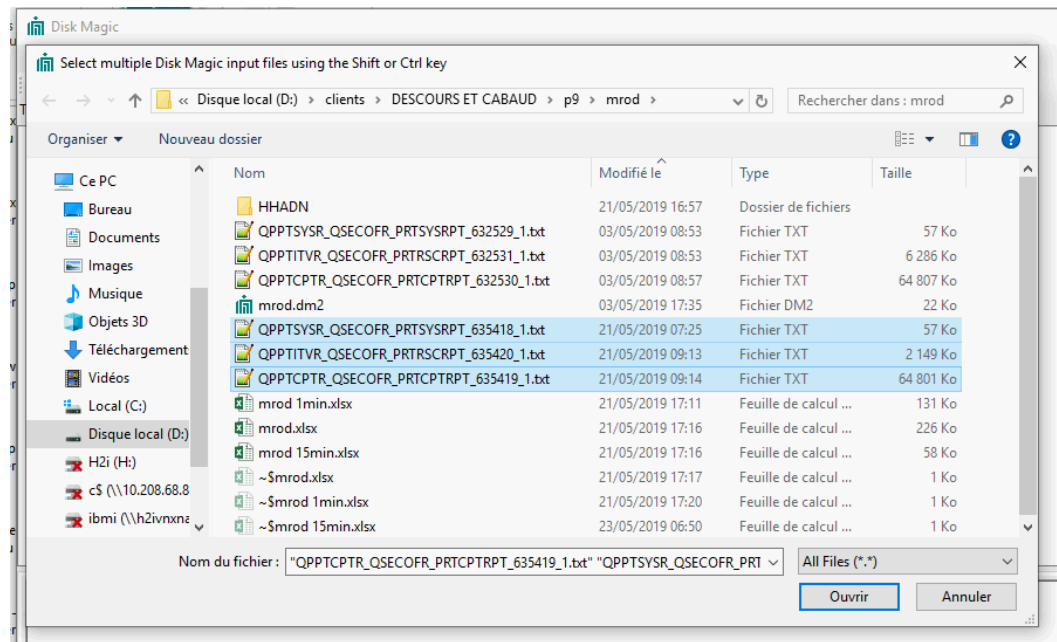 Disk Magic
Select multiple Disk Magic input files using the Shift or Ctrl key
« Disque local (D:) > clients > DESCOURS ET CABAUD > p9 > mrod >
Rechercher dans : mrod
Organiser
Nouveau dossier
Ce PC
Bureau
Documents
Images
Musique
Objets 3D
Téléchargement
Vidéos
Local (C:)
Disque local (D:)
H2i (H:)
c$ (\\10.208.68.8
ibmi (\\h2ivnxna
Nom Modifié le Type Taille
HHADN 21/05/2019 16:57 Dossier de fichiers
QPPTSYSR_QSECOFR_PRTSYSRPT_632529_1.txt 03/05/2019 08:53 Fichier TXT 57 Ko
QPPTITVR_QSECOFR_PRTRSCRPT_632531_1.txt 03/05/2019 08:53 Fichier TXT 6 286 Ko
QPPTCPTR_QSECOFR_PRTCPTRPT_632530_1.txt 03/05/2019 08:57 Fichier TXT 64 807 Ko
mrod.dm2 03/05/2019 17:35 Fichier DM2 22 Ko
QPPTSYSR_QSECOFR_PRTSYSRPT_635418_1.txt 21/05/2019 07:25 Fichier TXT 57 Ko
QPPTITVR_QSECOFR_PRTRSCRPT_635420_1.txt 21/05/2019 09:13 Fichier TXT 2 149 Ko
QPPTCPTR_QSECOFR_PRTCPTRPT_635419_1.txt 21/05/2019 09:14 Fichier TXT 64 801 Ko
mrod 1min.xlsx 21/05/2019 17:11 Feuille de calcul ... 131 Ko
mrod.xlsx 21/05/2019 17:16 Feuille de calcul ... 226 Ko
mrod 15min.xlsx 21/05/2019 17:16 Feuille de calcul ... 58 Ko
~$mrod.xlsx 21/05/2019 17:17 Feuille de calcul ... 1 Ko
~$mrod 1min.xlsx 21/05/2019 17:20 Feuille de calcul ... 1 Ko
~$mrod 15min.xlsx 23/05/2019 06:50 Feuille de calcul ... 1 Ko
Nom du fichier : "QPPTCPTR_QSECOFR_PRTCPTRPT_635419_1.txt" "QPPTSYSR_QSECOFR_PRT
All Files (*.*)
Ouvrir Annuler